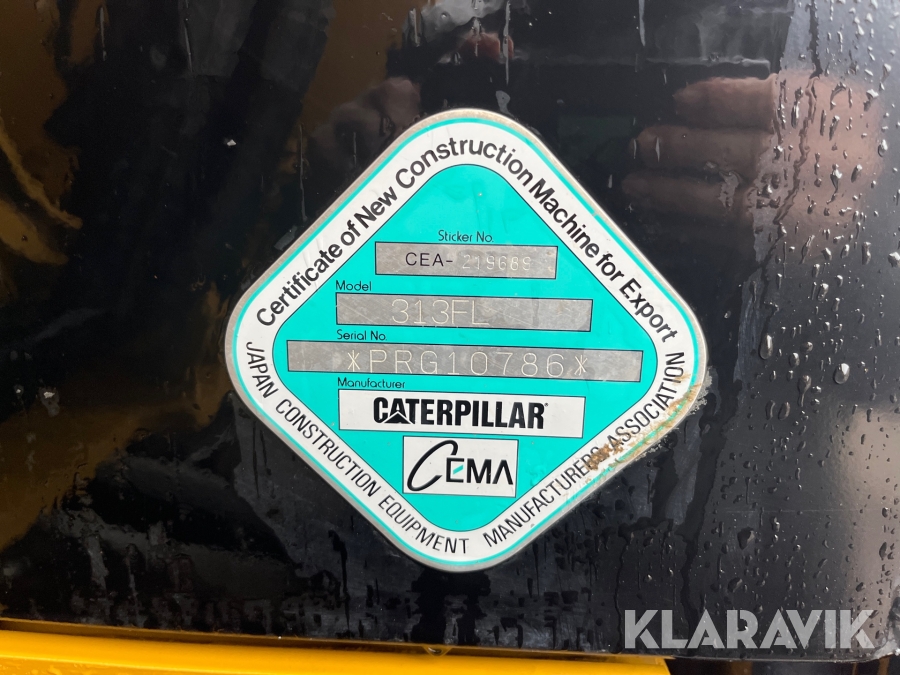 Certificate of New Construction Machine for Export
Sticker No.
CEA-219689
Model
313FL
Serial No.
*PRG10786*
Manufacturer
CATERPILLAR
CEMA
JAPAN CONSTRUCTION EQUIPMENT MANUFACTURERS ASSOCIATION
KLARAVIK